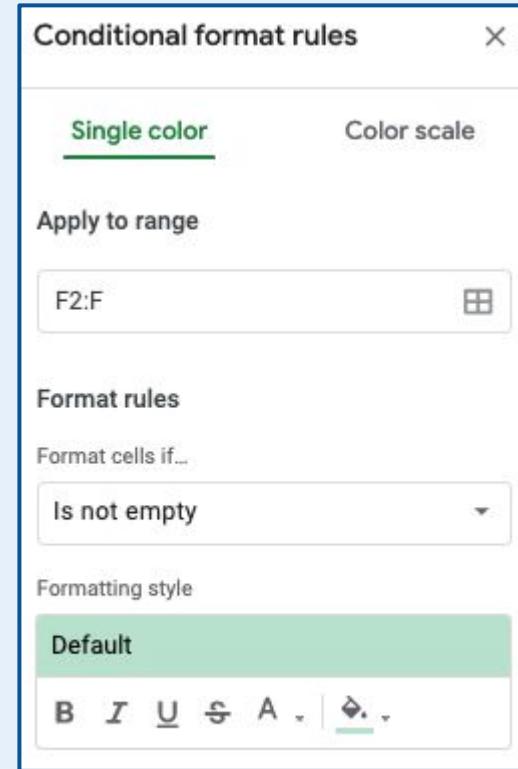 Conditional format rules
Single color Color scale
Apply to range
F2:F
Format rules
Format cells if…
Is not empty
Formatting style
Default
B I U S A